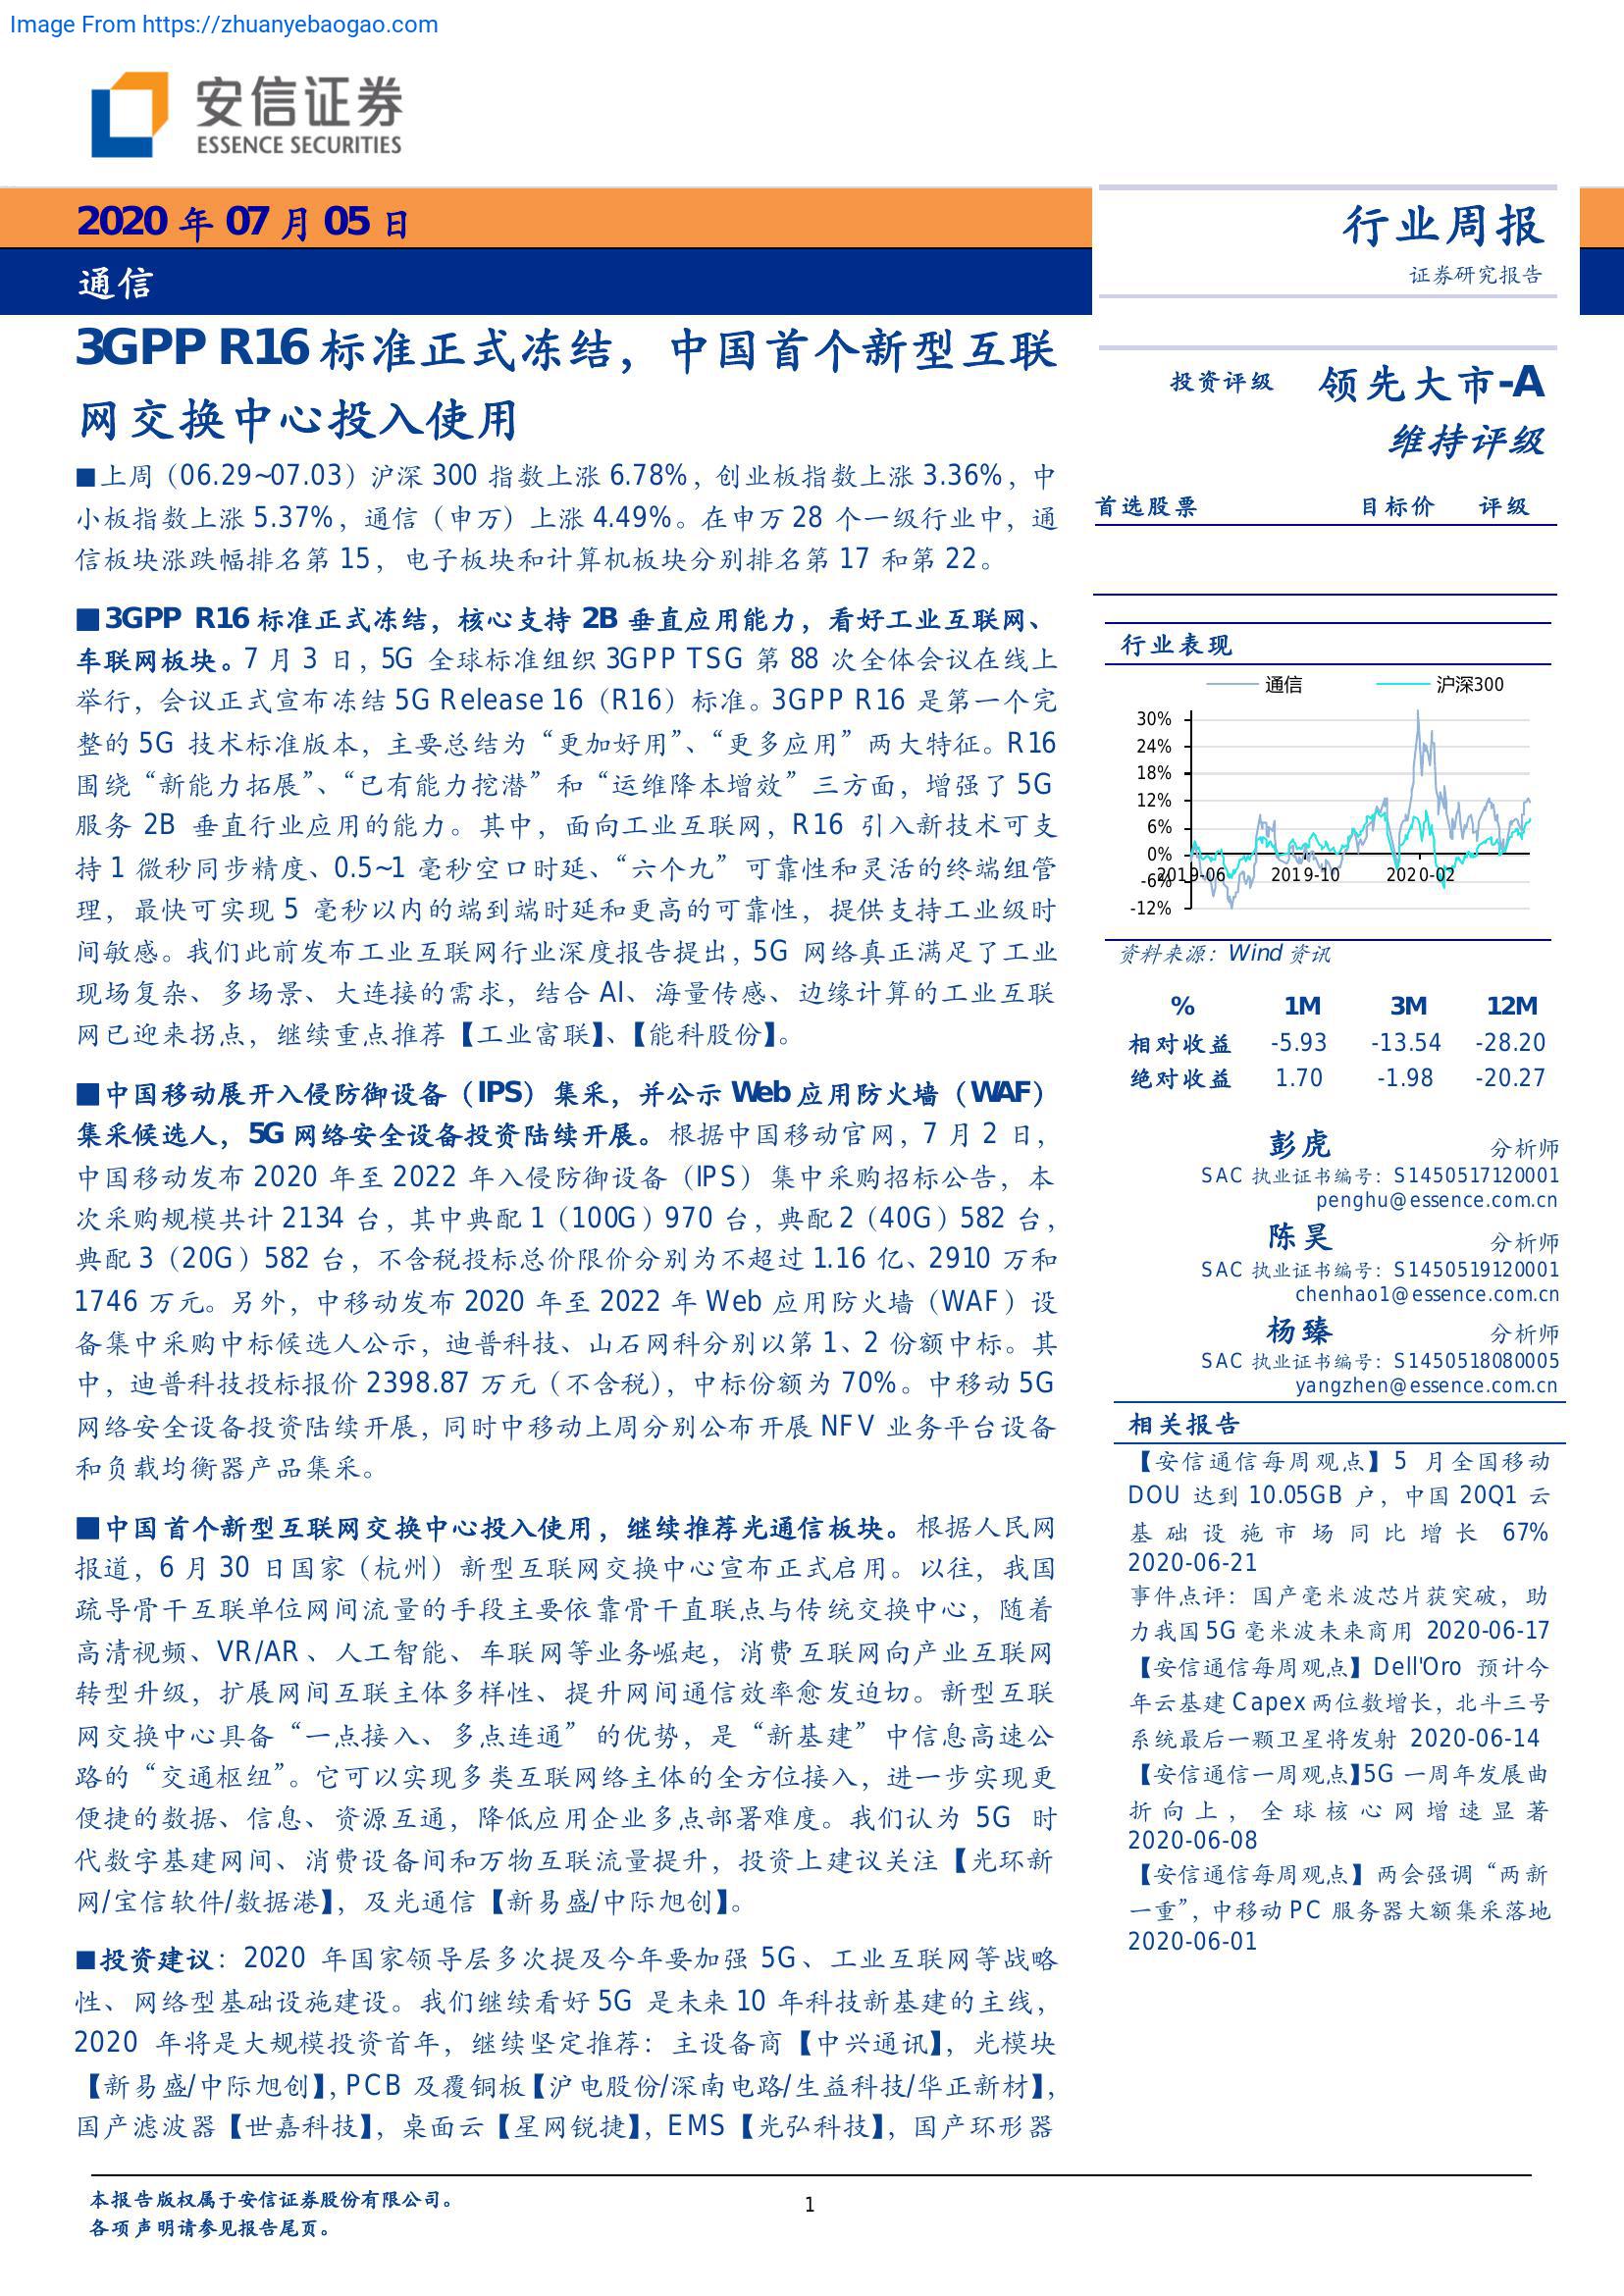 Image From https://zhuanyebaogao.com
安信证券
ESSENCE SECURITIES
2020 年 07 月 05 日
通信
行业周报
证券研究报告
3GPP R16 标准正式冻结，中国首个新型互联
网交换中心投入使用
■上周（06.29~07.03）沪深 300 指数上涨 6.78%，创业板指数上涨 3.36%，中
小板指数上涨 5.37%，通信（申万）上涨 4.49%。在申万 28 个一级行业中，通
信板块涨跌幅排名第 15，电子板块和计算机板块分别排名第 17 和第 22。
■3GPP R16 标准正式冻结，核心支持 2B 垂直应用能力，看好工业互联网、
车联网板块。7 月 3 日，5G 全球标准组织 3GPP TSG 第 88 次全体会议在线上
举行，会议正式宣布冻结 5G Release 16（R16）标准。3GPP R16 是第一个完
整的 5G 技术标准版本，主要总结为“更加好用”、“更多应用”两大特征。R16
围绕“新能力拓展”、“已有能力挖潜”和“运维降本增效”三方面，增强了 5G
服务 2B 垂直行业应用的能力。其中，面向工业互联网，R16 引入新技术可支
持 1 微秒同步精度、0.5~1 毫秒空口时延、“六个九”可靠性和灵活的终端组管
理，最快可实现 5 毫秒以内的端到端时延和更高的可靠性，提供支持工业级时
间敏感。我们此前发布工业互联网行业深度报告提出，5G 网络真正满足了工业
现场复杂、多场景、大连接的需求，结合 AI、海量传感、边缘计算的工业互联
网已迎来拐点，继续重点推荐【工业富联】、【能科股份】。
■中国移动展开入侵防御设备（IPS）集采，并公示 Web 应用防火墙（WAF）
集采候选人，5G 网络安全设备投资陆续开展。根据中国移动官网，7 月 2 日，
中国移动发布 2020 年至 2022 年入侵防御设备（IPS）集中采购招标公告，本
次采购规模共计 2134 台，其中典配 1（100G）970 台，典配 2（40G）582 台，
典配 3（20G）582 台，不含税投标总价限价分别为不超过 1.16 亿、2910 万和
1746 万元。另外，中移动发布 2020 年至 2022 年 Web 应用防火墙（WAF）设
备集中采购中标候选人公示，迪普科技、山石网科分别以第 1、2 份额中标。其
中，迪普科技投标报价 2398.87 万元（不含税），中标份额为 70%。中移动 5G
网络安全设备投资陆续开展，同时中移动上周分别公布开展 NFV 业务平台设备
和负载均衡器产品集采。
■中国首个新型互联网交换中心投入使用，继续推荐光通信板块。根据人民网
报道，6 月 30 日国家（杭州）新型互联网交换中心宣布正式启用。以往，我国
疏导骨干互联单位网间流量的手段主要依靠骨干直联点与传统交换中心，随着
高清视频、VR/AR、人工智能、车联网等业务崛起，消费互联网向产业互联网
转型升级，扩展网间互联主体多样性、提升网间通信效率愈发迫切。新型互联
网交换中心具备“一点接入、多点连通”的优势，是“新基建”中信息高速公
路的“交通枢纽”。它可以实现多类互联网络主体的全方位接入，进一步实现更
便捷的数据、信息、资源互通，降低应用企业多点部署难度。我们认为 5G 时
代数字基建网间、消费设备间和万物互联流量提升，投资上建议关注【光环新
网/宝信软件/数据港】，及光通信【新易盛/中际旭创】。
■投资建议：2020 年国家领导层多次提及今年要加强 5G、工业互联网等战略
性、网络型基础设施建设。我们继续看好 5G 是未来 10 年科技新基建的主线，
2020 年将是大规模投资首年，继续坚定推荐：主设备商【中兴通讯】，光模块
【新易盛/中际旭创】，PCB 及覆铜板【沪电股份/深南电路/生益科技/华正新材】，
国产滤波器【世嘉科技】，桌面云【星网锐捷】，EMS【光弘科技】，国产环形器
投资评级 领先大市-A
维持评级
首选股票 目标价 评级
行业表现
通信 沪深300
30%
24%
18%
12%
6%
0%
-6%
-12%
2019-06 2019-10 2020-02
资料来源：Wind 资讯
% 1M 3M 12M
相对收益 -5.93 -13.54 -28.20
绝对收益 1.70 -1.98 -20.27
彭虎 分析师
SAC 执业证书编号：S1450517120001
penghu@essence.com.cn
陈昊 分析师
SAC 执业证书编号：S1450519120001
chenhao1@essence.com.cn
杨臻 分析师
SAC 执业证书编号：S1450518080005
yangzhen@essence.com.cn
相关报告
【安信通信每周观点】5 月全国移动
DOU 达到 10.05GB 户，中国 20Q1 云
基础设施市场同比增长 67%
2020-06-21
事件点评：国产毫米波芯片获突破，助
力我国 5G 毫米波未来商用 2020-06-17
【安信通信每周观点】Dell'Oro 预计今
年云基建 Capex 两位数增长，北斗三号
系统最后一颗卫星将发射 2020-06-14
【安信通信一周观点】5G 一周年发展曲
折向上，全球核心网增速显著
2020-06-08
【安信通信每周观点】两会强调“两新
一重”，中移动 PC 服务器大额集采落地
2020-06-01
本报告版权属于安信证券股份有限公司。
各项声明请参见报告尾页。
1